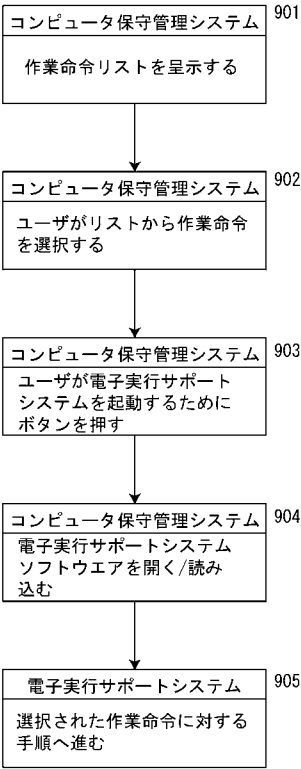 コンピュータ保守管理システム
901
作業命令リストを呈示する
コンピュータ保守管理システム
902
ユーザがリストから作業命令
を選択する
コンピュータ保守管理システム
903
ユーザが電子実行サポート
システムを起動するために
ボタンを押す
コンピュータ保守管理システム
904
電子実行サポートシステム
ソフトウエアを開く/読み
込む
電子実行サポートシステム
905
選択された作業命令に対する
手順へ進む